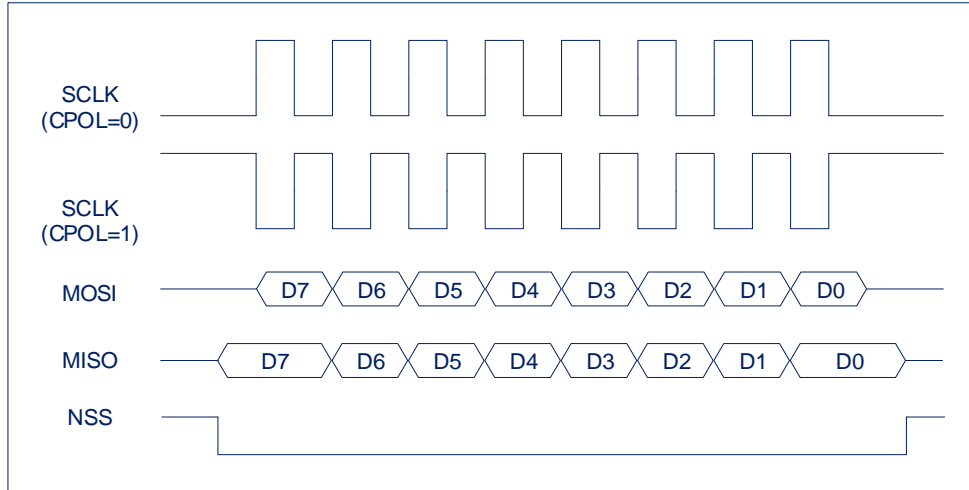 SCLK
(CPOL=0)
SCLK
(CPOL=1)
MOSI D7 D6 D5 D4 D3 D2 D1 D0
MISO D7 D6 D5 D4 D3 D2 D1 D0
NSS